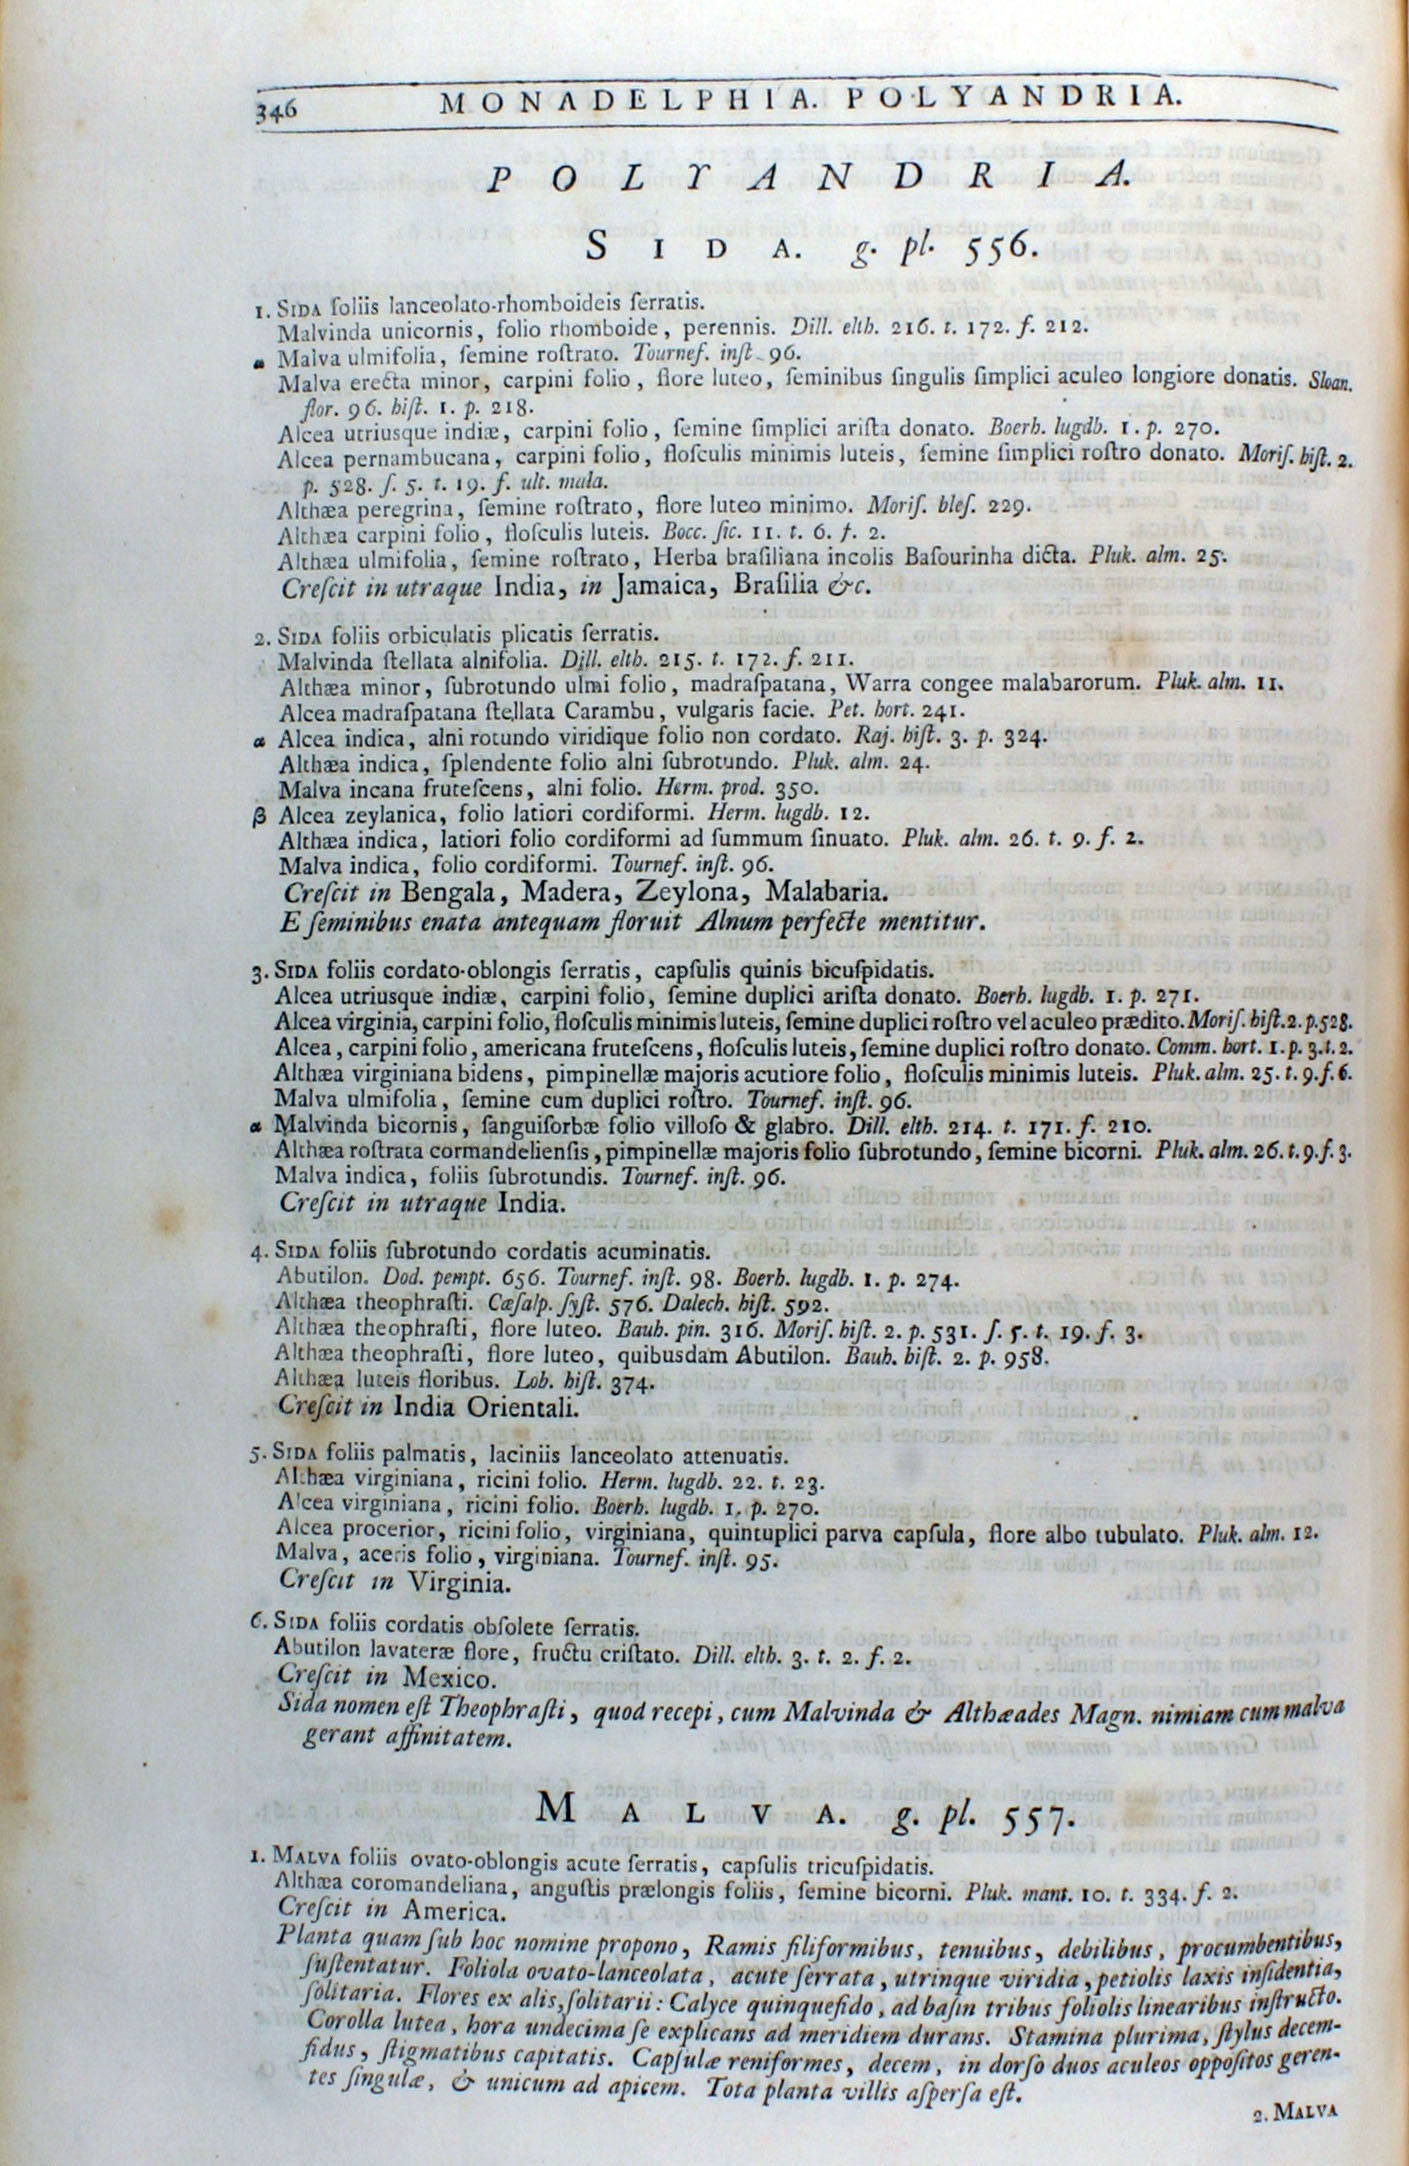 346 MONADELPHIA. POLYANDRIA.
POLYANDRIA.
SIDA. g. pl. 556.
1. SIDA foliis lanceolato-rhomboideis ſerratis.
Malvinda unicornis, folio rhomboide, perennis. Dill. elth. 216. t. 172. f. 212.
α Malva ulmifolia, ſemine roſtrato. Tournef. inſt. 96.
Malva erecta minor, carpini folio, flore luteo, ſeminibus ſingulis ſimplici aculeo longiore donatis. Sloan.
flor. 96. hiſt. 1. p. 218.
Alcea utriusque indiæ, carpini folio, ſemine ſimplici ariſta donato. Boerh. lugdb. 1. p. 270.
Alcea pernambucana, carpini folio, floſculis minimis luteis, ſemine ſimplici roſtro donato. Moriſ. hiſt. 2.
p. 528. ſ. 5. t. 19. f. ult. mala.
Althæa peregrina, ſemine roſtrato, flore luteo minimo. Moriſ. bleſ. 229.
Althæa carpini folio, floſculis luteis. Bocc. ſic. 11. t. 6. f. 2.
Althæa ulmifolia, ſemine roſtrato, Herba braſiliana incolis Baſourinha dicta. Pluk. alm. 25.
Creſcit in utraque India, in Jamaica, Braſilia &c.
2. SIDA foliis orbiculatis plicatis ſerratis.
Malvinda ſtellata alnifolia. Dill. elth. 215. t. 172. f. 211.
Althæa minor, ſubrotundo ulmi folio, madraſpatana, Warra congee malabarorum. Pluk. alm. 11.
Alcea madraſpatana ſtellata Carambu, vulgaris facie. Pet. hort. 241.
α Alcea indica, alni rotundo viridique folio non cordato. Raj. hiſt. 3. p. 324.
Althæa indica, ſplendente folio alni ſubrotundo. Pluk. alm. 24.
Malva incana fruteſcens, alni folio. Herm. prod. 350.
β Alcea zeylanica, folio latiori cordiformi. Herm. lugdb. 12.
Althæa indica, latiori folio cordiformi ad ſummum ſinuato. Pluk. alm. 26. t. 9. f. 2.
Malva indica, folio cordiformi. Tournef. inſt. 96.
Creſcit in Bengala, Madera, Zeylona, Malabaria.
E ſeminibus enata antequam floruit Alnum perfecte mentitur.
3. SIDA foliis cordato-oblongis ſerratis, capſulis quinis bicuſpidatis.
Alcea utriusque indiæ, carpini folio, ſemine duplici ariſta donato. Boerh. lugdb. 1. p. 271.
Alcea virginia, carpini folio, floſculis minimis luteis, ſemine duplici roſtro vel aculeo prædito. Moriſ. hiſt. 2. p. 528.
Alcea, carpini folio, americana fruteſcens, floſculis luteis, ſemine duplici roſtro donato. Comm. hort. 1. p. 3. t. 2.
Althæa virginiana bidens, pimpinellæ majoris acutiore folio, floſculis minimis luteis. Pluk. alm. 25. t. 9. f. 6.
Malva ulmifolia, ſemine cum duplici roſtro. Tournef. inſt. 96.
α Malvinda bicornis, ſanguiſorbæ folio villoſo & glabro. Dill. elth. 214. t. 171. f. 210.
Althæa roſtrata cormandelienſis, pimpinellæ majoris folio ſubrotundo, ſemine bicorni. Pluk. alm. 26. t. 9. f. 3.
Malva indica, foliis ſubrotundis. Tournef. inſt. 96.
Creſcit in utraque India.
4. SIDA foliis ſubrotundo cordatis acuminatis.
Abutilon. Dod. pempt. 656. Tournef. inſt. 98. Boerh. lugdb. 1. p. 274.
Althæa theophraſti. Cæſalp. ſyſt. 576. Dalech. hiſt. 592.
Althæa theophraſti, flore luteo. Bauh. pin. 316. Moriſ. hiſt. 2. p. 531. ſ. 5. t. 19. f. 3.
Althæa theophraſti, flore luteo, quibusdam Abutilon. Bauh. hiſt. 2. p. 958.
Althæa luteis floribus. Lob. hiſt. 374.
Creſcit in India Orientali.
5. SIDA foliis palmatis, laciniis lanceolato attenuatis.
Althæa virginiana, ricini folio. Herm. lugdb. 22. t. 23.
Alcea virginiana, ricini folio. Boerh. lugdb. 1. p. 270.
Alcea procerior, ricini folio, virginiana, quintuplici parva capſula, flore albo tubulato. Pluk. alm. 12.
Malva, aceris folio, virginiana. Tournef. inſt. 95.
Creſcit in Virginia.
6. SIDA foliis cordatis obſolete ſerratis.
Abutilon lavateræ flore, fructu criſtato. Dill. elth. 3. t. 2. f. 2.
Creſcit in Mexico.
Sida nomen eſt Theophraſti, quod recepi, cum Malvinda & Althæades Magn. nimiam cum malva
gerant affinitatem.
MALVA. g. pl. 557.
1. MALVA foliis ovato-oblongis acute ſerratis, capſulis tricuſpidatis.
Althæa coromandeliana, anguſtis prælongis foliis, ſemine bicorni. Pluk. mant. 10. t. 334. f. 2.
Creſcit in America.
Planta quam ſub hoc nomine propono, Ramis filiformibus, tenuibus, debilibus, procumbentibus,
ſuſtentatur. Foliola ovato-lanceolata, acute ſerrata, utrinque viridia, petiolis laxis inſidentia,
ſolitaria. Flores ex alis, ſolitarii: Calyce quinquefido, ad baſin tribus foliolis linearibus inſtructo.
Corolla lutea, hora undecima ſe explicans ad meridiem durans. Stamina plurima, ſtylus decem-
fidus, ſtigmatibus capitatis. Capſulæ reniformes, decem, in dorſo duos aculeos oppoſitos geren-
tes ſingulæ, & unicum ad apicem. Tota planta villis aſperſa eſt.
2. MALVA